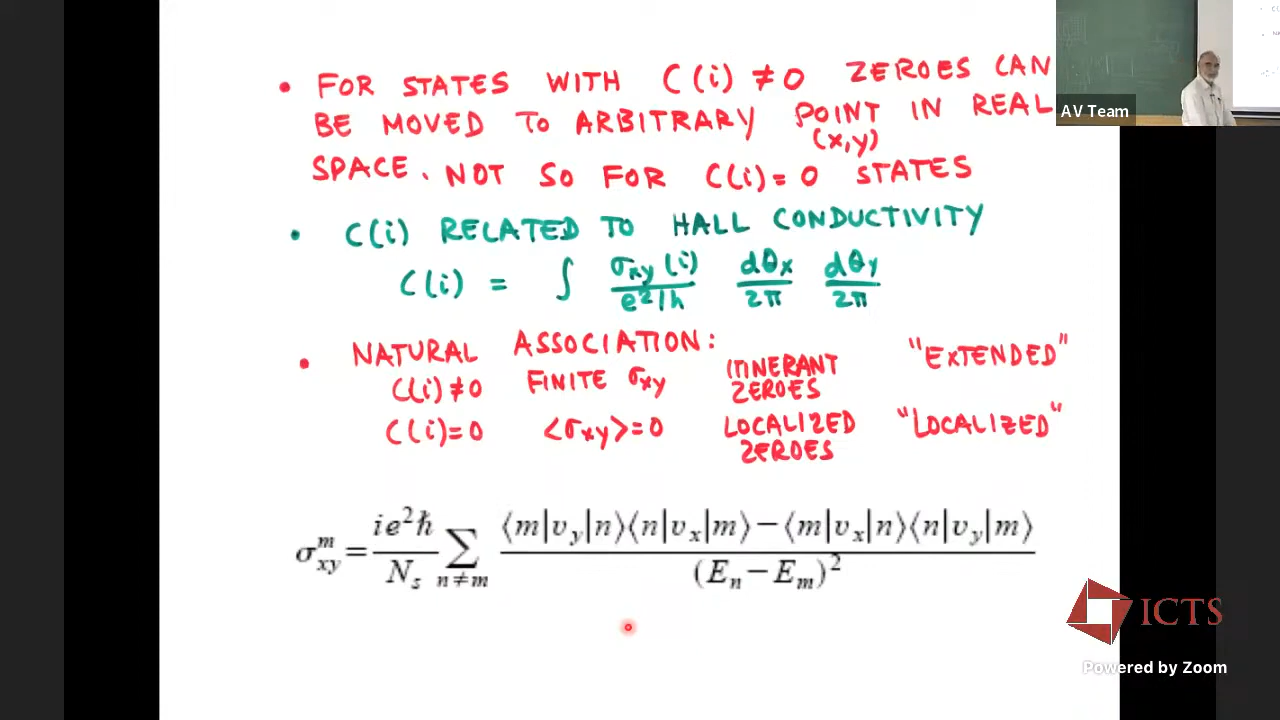 • FOR STATES WITH C(i) ≠ 0 ZEROES CAN
BE MOVED TO ARBITRARY POINT IN REAL
(x,y)
SPACE. NOT SO FOR C(i) = 0 STATES
• C(i) RELATED TO HALL CONDUCTIVITY
C(i) = ∫ σxy(i) / e²/h dθx/2π dθy/2π
• NATURAL ASSOCIATION:
C(i) ≠ 0 FINITE σxy ITINERANT ZEROES "EXTENDED"
C(i) = 0 <σxy> = 0 LOCALIZED ZEROES "LOCALIZED"
σ^m_xy = ie²ħ/N_s Σ_{n≠m} ⟨m|v_y|n⟩⟨n|v_x|m⟩ − ⟨m|v_x|n⟩⟨n|v_y|m⟩ / (E_n − E_m)²
AV Team
ICTS
Powered by Zoom